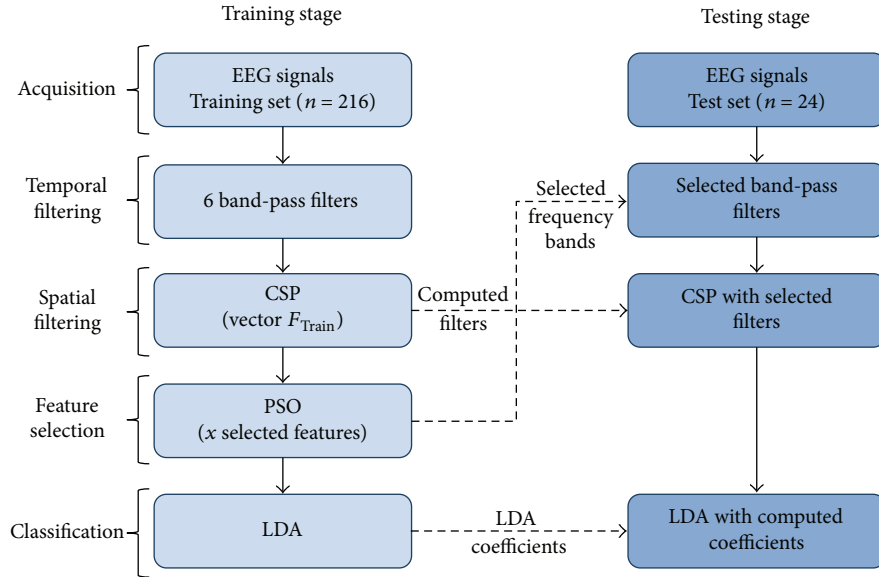 Training stage
Testing stage
Acquisition
EEG signals
Training set (n = 216)
EEG signals
Test set (n = 24)
Temporal
filtering
6 band-pass filters
Selected
frequency
bands
Selected band-pass
filters
Spatial
filtering
CSP
(vector F_Train)
Computed
filters
CSP with selected
filters
Feature
selection
PSO
(x selected features)
Classification
LDA
LDA
coefficients
LDA with computed
coefficients